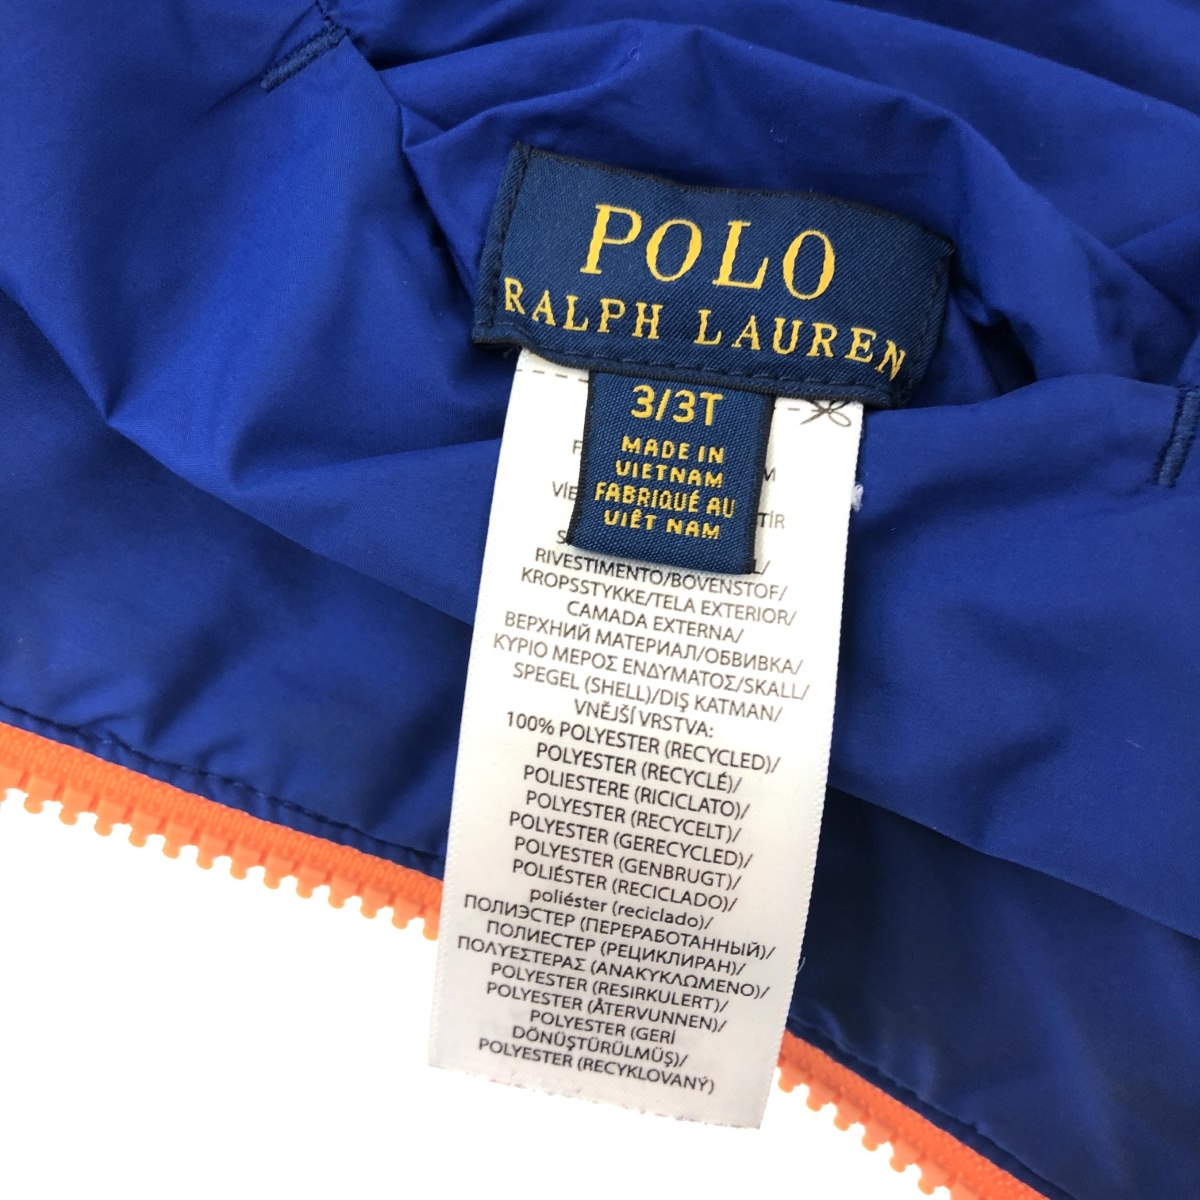 POLO
RALPH LAUREN
3/3T
MADE IN
VIETNAM
FABRIQUÉ AU
VIÊT NAM
RIVESTIMENTO/BOVENSTOF/
KROPSSTYKKE/TELA EXTERIOR/
CAMADA EXTERNA/
ВЕРХНИЙ МАТЕРИАЛ/ОБВИВКА/
ΚΥΡΙΟ ΜΕΡΟΣ ΕΝΔΥΜΑΤΟΣ/SKALL/
SPEGEL (SHELL)/DIŞ KATMAN/
VNĚJŠÍ VRSTVA:
100% POLYESTER (RECYCLED)/
POLYESTER (RECYCLÉ)/
POLIESTERE (RICICLATO)/
POLYESTER (RECYCELT)/
POLYESTER (GERECYCLED)/
POLYESTER (GENBRUGT)/
POLIÉSTER (RECICLADO)/
poliéster (reciclado)/
ПОЛИЭСТЕР (ПЕРЕРАБОТАННЫЙ)/
ПОЛИЕСТЕР (РЕЦИКЛИРАН)/
ΠΟΛΥΕΣΤΕΡΑΣ (ΑΝΑΚΥΚΛΩΜΕΝΟ)/
POLYESTER (RESIRKULERT)/
POLYESTER (ÅTERVUNNEN)/
POLYESTER (GERİ
DÖNÜŞTÜRÜLMÜŞ)/
POLYESTER (RECYKLOVANÝ)